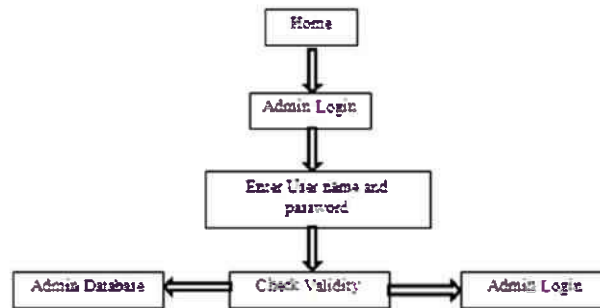 Home
Admin Login
Enter User name and
password
Admin Database
Check Validity
Admin Login